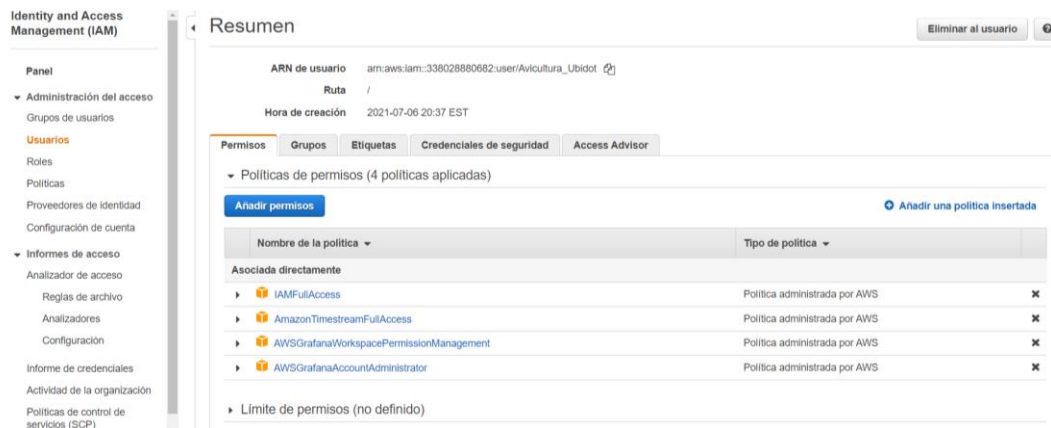 Identity and Access
Management (IAM)
Panel
Administración del acceso
Grupos de usuarios
Usuarios
Roles
Políticas
Proveedores de identidad
Configuración de cuenta
Informes de acceso
Analizador de acceso
Reglas de archivo
Analizadores
Configuración
Informe de credenciales
Actividad de la organización
Políticas de control de
servicios (SCP)
Resumen
Eliminar al usuario
ARN de usuario arn:aws:iam::338028880682:user/Avicultura_Ubidot
Ruta /
Hora de creación 2021-07-06 20:37 EST
Permisos Grupos Etiquetas Credenciales de seguridad Access Advisor
Políticas de permisos (4 políticas aplicadas)
Añadir permisos Añadir una política insertada
Nombre de la política Tipo de política
Asociada directamente
IAMFullAccess Política administrada por AWS
AmazonTimestreamFullAccess Política administrada por AWS
AWSGrafanaWorkspacePermissionManagement Política administrada por AWS
AWSGrafanaAccountAdministrator Política administrada por AWS
Límite de permisos (no definido)